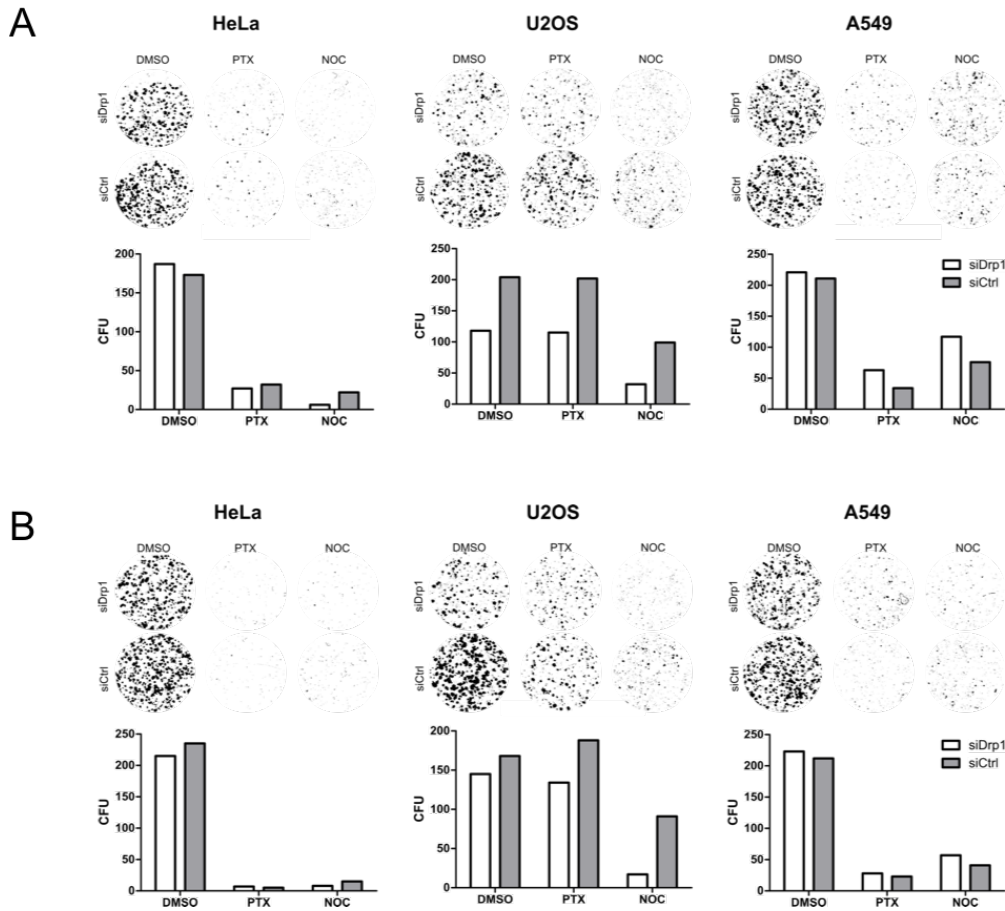 A
HeLa U2OS A549
DMSO PTX NOC DMSO PTX NOC DMSO PTX NOC
siDrp1 siDrp1 siDrp1
siCtrl siCtrl siCtrl
200 250 250
150 200 200
100 150 150
50 100 100
0 50 50
0 0
CFU CFU CFU
siDrp1
siCtrl
DMSO PTX NOC DMSO PTX NOC DMSO PTX NOC
B
HeLa U2OS A549
DMSO PTX NOC DMSO PTX NOC DMSO PTX NOC
siDrp1 siDrp1 siDrp1
siCtrl siCtrl siCtrl
250 200 250
200 150 200
150 100 150
100 50 100
50 0 50
0 0
CFU CFU CFU
siDrp1
siCtrl
DMSO PTX NOC DMSO PTX NOC DMSO PTX NOC